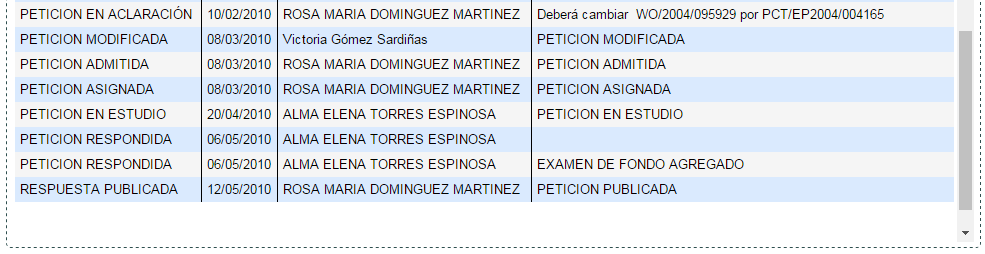 PETICION EN ACLARACIÓN 10/02/2010 ROSA MARIA DOMINGUEZ MARTINEZ Deberá cambiar WO/2004/095929 por PCT/EP2004/004165
PETICION MODIFICADA 08/03/2010 Victoria Gómez Sardiñas PETICION MODIFICADA
PETICION ADMITIDA 08/03/2010 ROSA MARIA DOMINGUEZ MARTINEZ PETICION ADMITIDA
PETICION ASIGNADA 08/03/2010 ROSA MARIA DOMINGUEZ MARTINEZ PETICION ASIGNADA
PETICION EN ESTUDIO 20/04/2010 ALMA ELENA TORRES ESPINOSA PETICION EN ESTUDIO
PETICION RESPONDIDA 06/05/2010 ALMA ELENA TORRES ESPINOSA
PETICION RESPONDIDA 06/05/2010 ALMA ELENA TORRES ESPINOSA EXAMEN DE FONDO AGREGADO
RESPUESTA PUBLICADA 12/05/2010 ROSA MARIA DOMINGUEZ MARTINEZ PETICION PUBLICADA